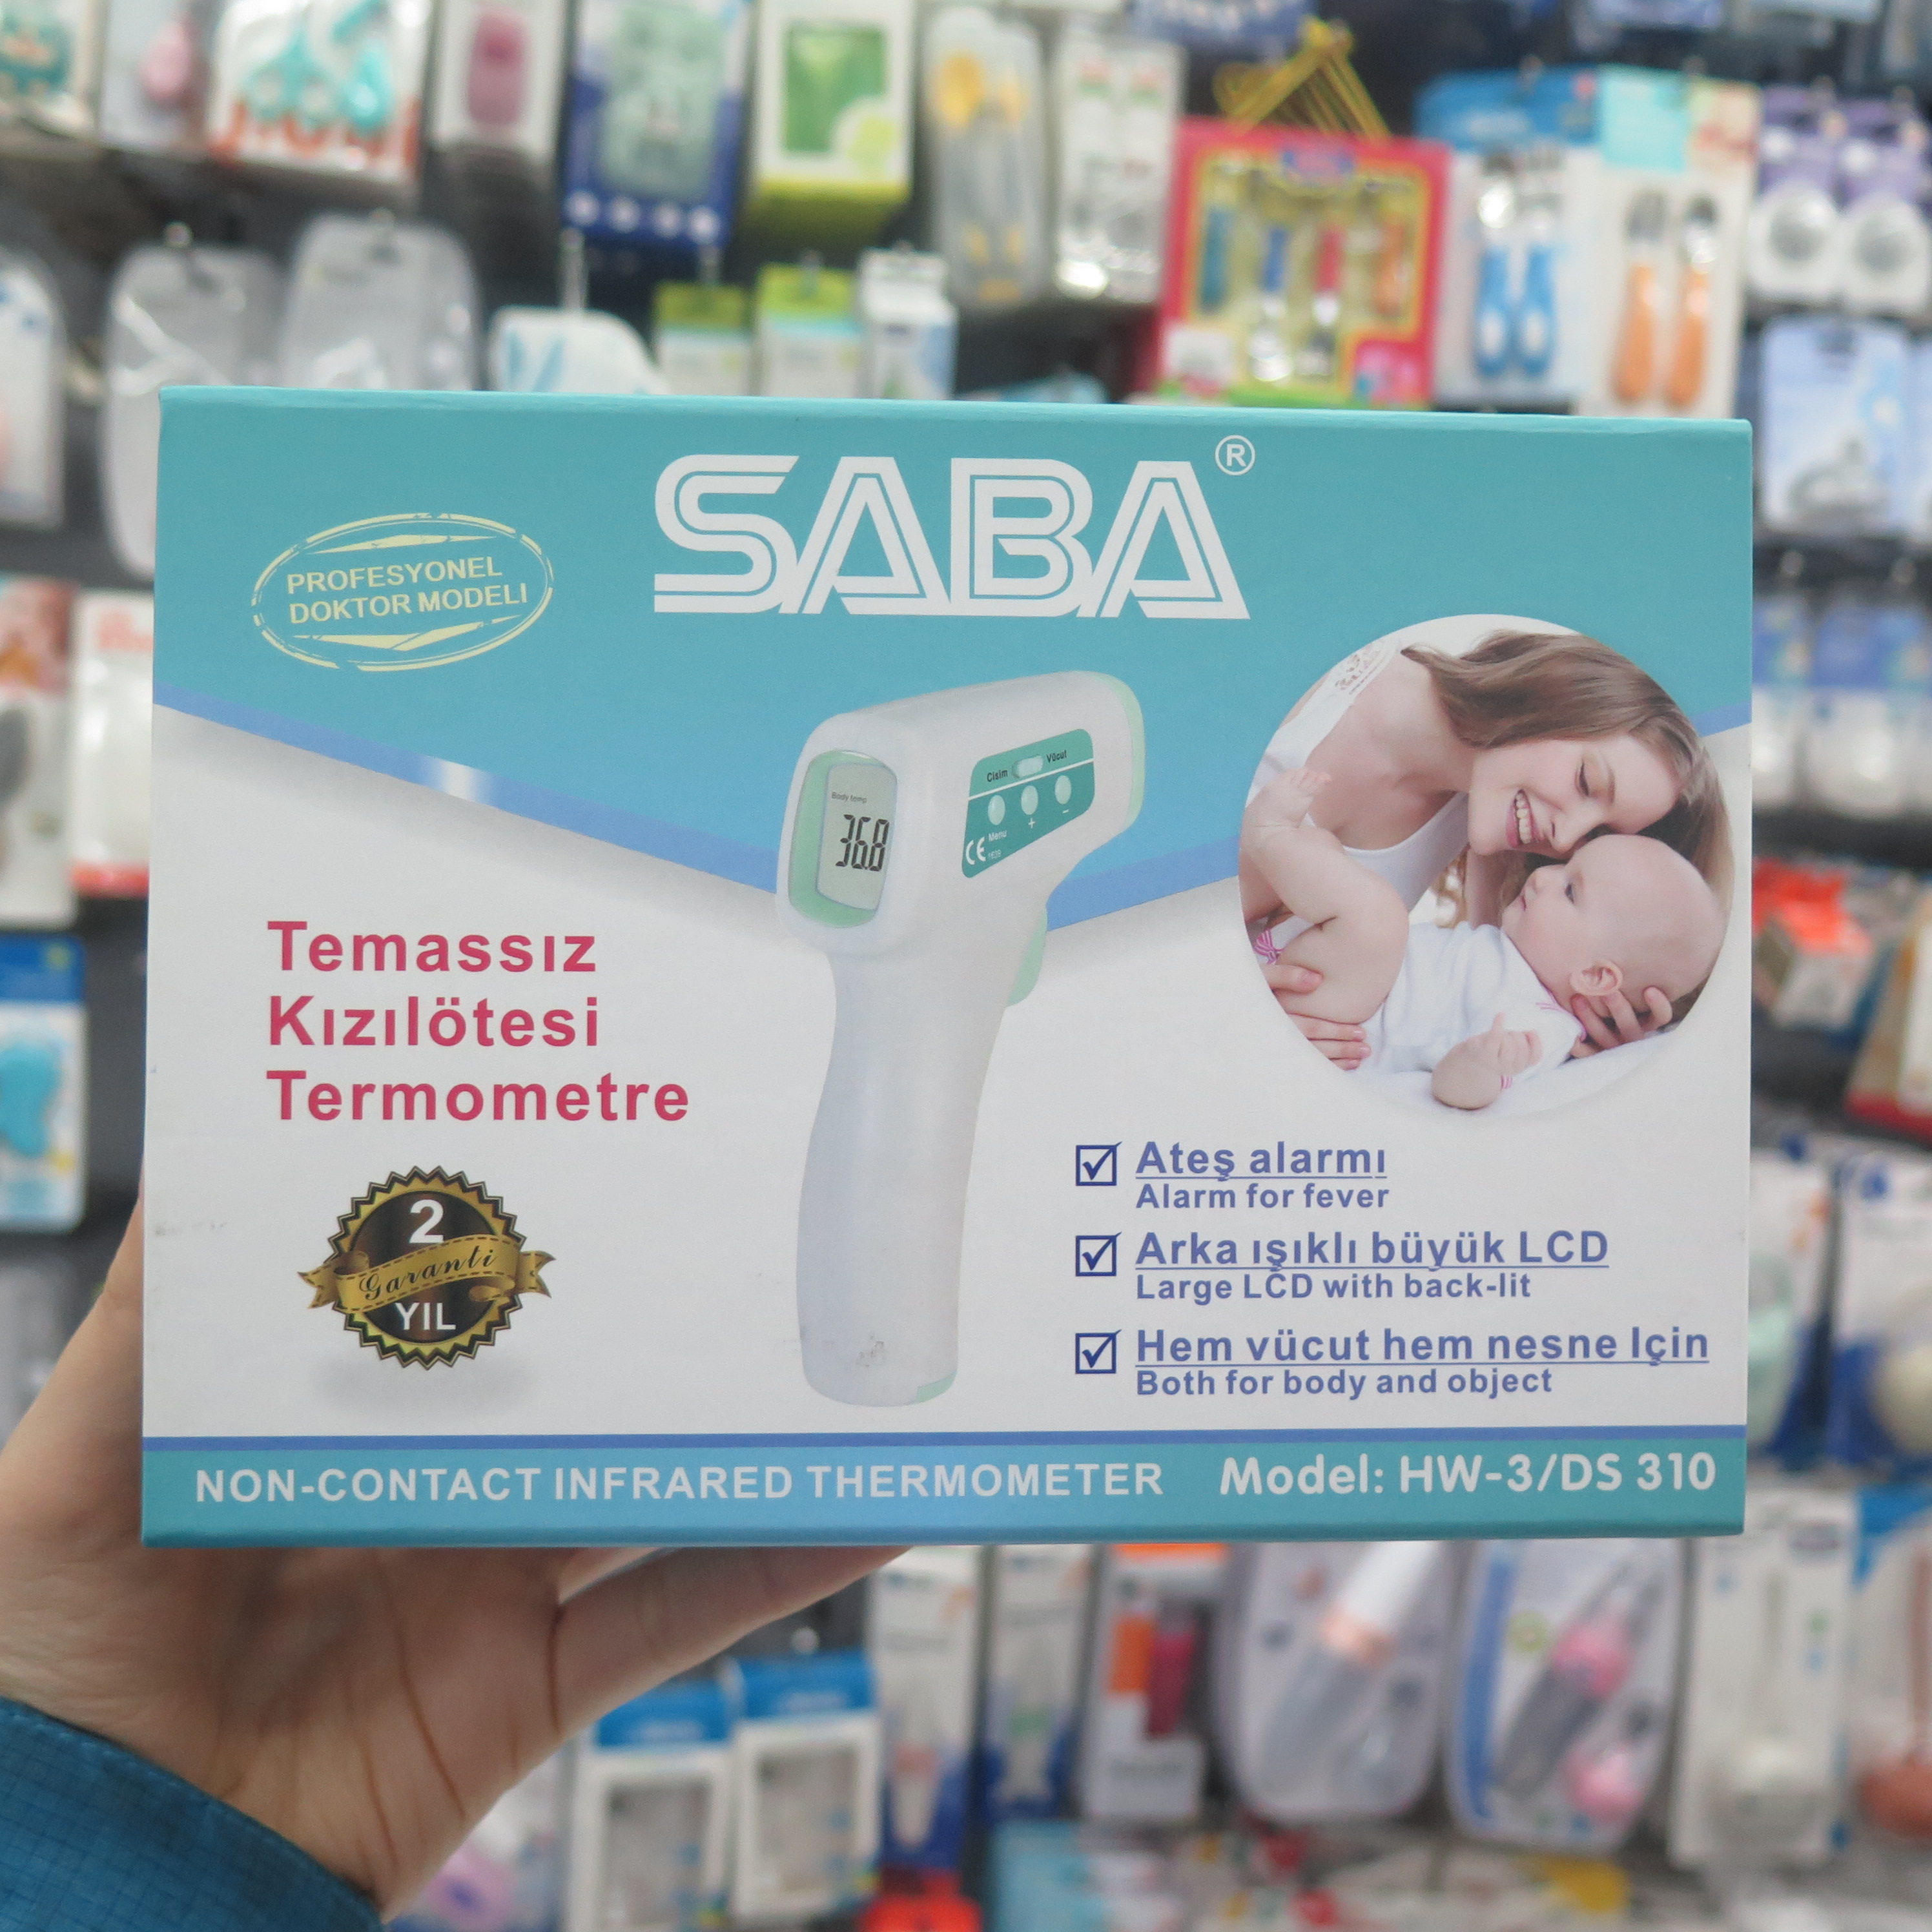 SABA®
PROFESYONEL
DOKTOR MODELİ
Cisim Vücut
Menu + -
CE
Body temp
36.8
Temassız
Kızılötesi
Termometre
2
Garanti
YIL
Ateş alarmı
Alarm for fever
Arka ışıklı büyük LCD
Large LCD with back-lit
Hem vücut hem nesne Için
Both for body and object
NON-CONTACT INFRARED THERMOMETER Model: HW-3/DS 310